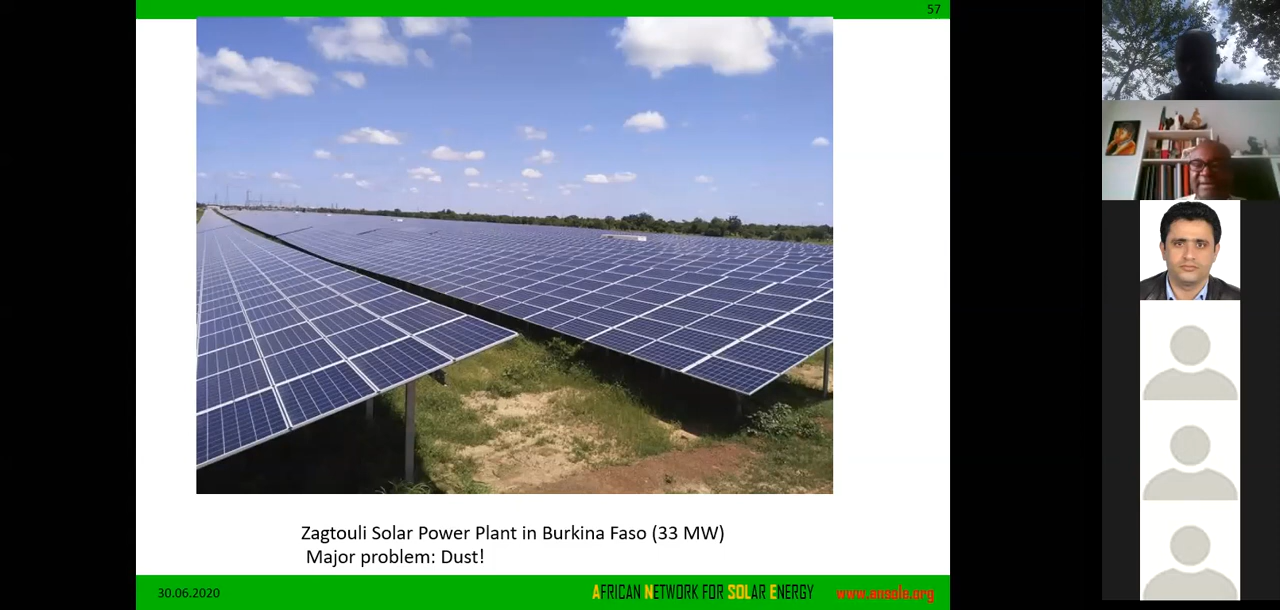 57
Zagtouli Solar Power Plant in Burkina Faso (33 MW)
Major problem: Dust!
30.06.2020
AFRICAN NETWORK FOR SOLAR ENERGY
www.ansole.org